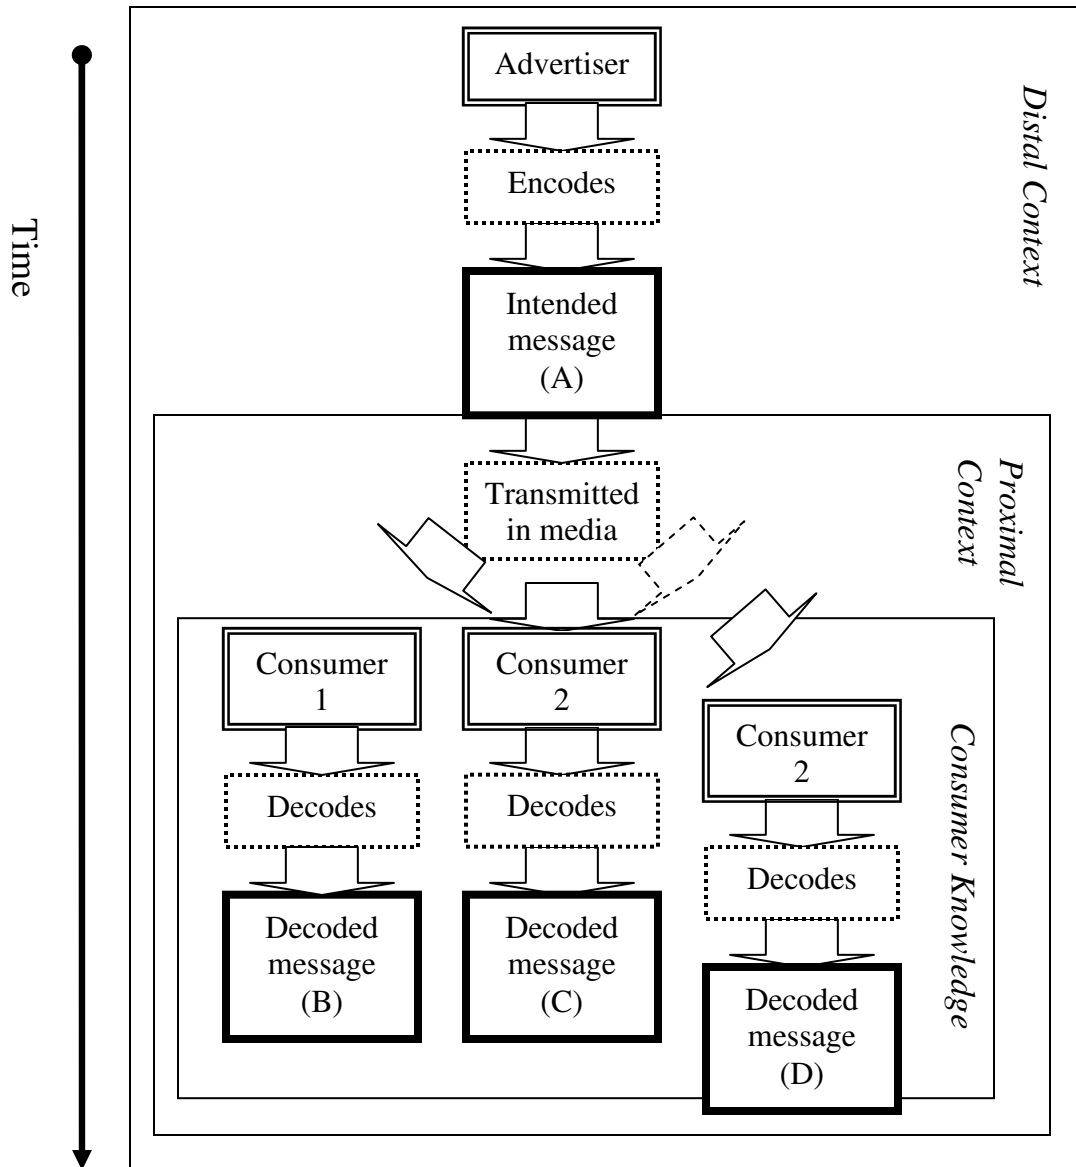 Time
Distal Context
Advertiser
Encodes
Intended
message
(A)
Proximal
Context
Transmitted
in media
Consumer Knowledge
Consumer
1
Decodes
Decoded
message
(B)
Consumer
2
Decodes
Decoded
message
(C)
Consumer
2
Decodes
Decoded
message
(D)